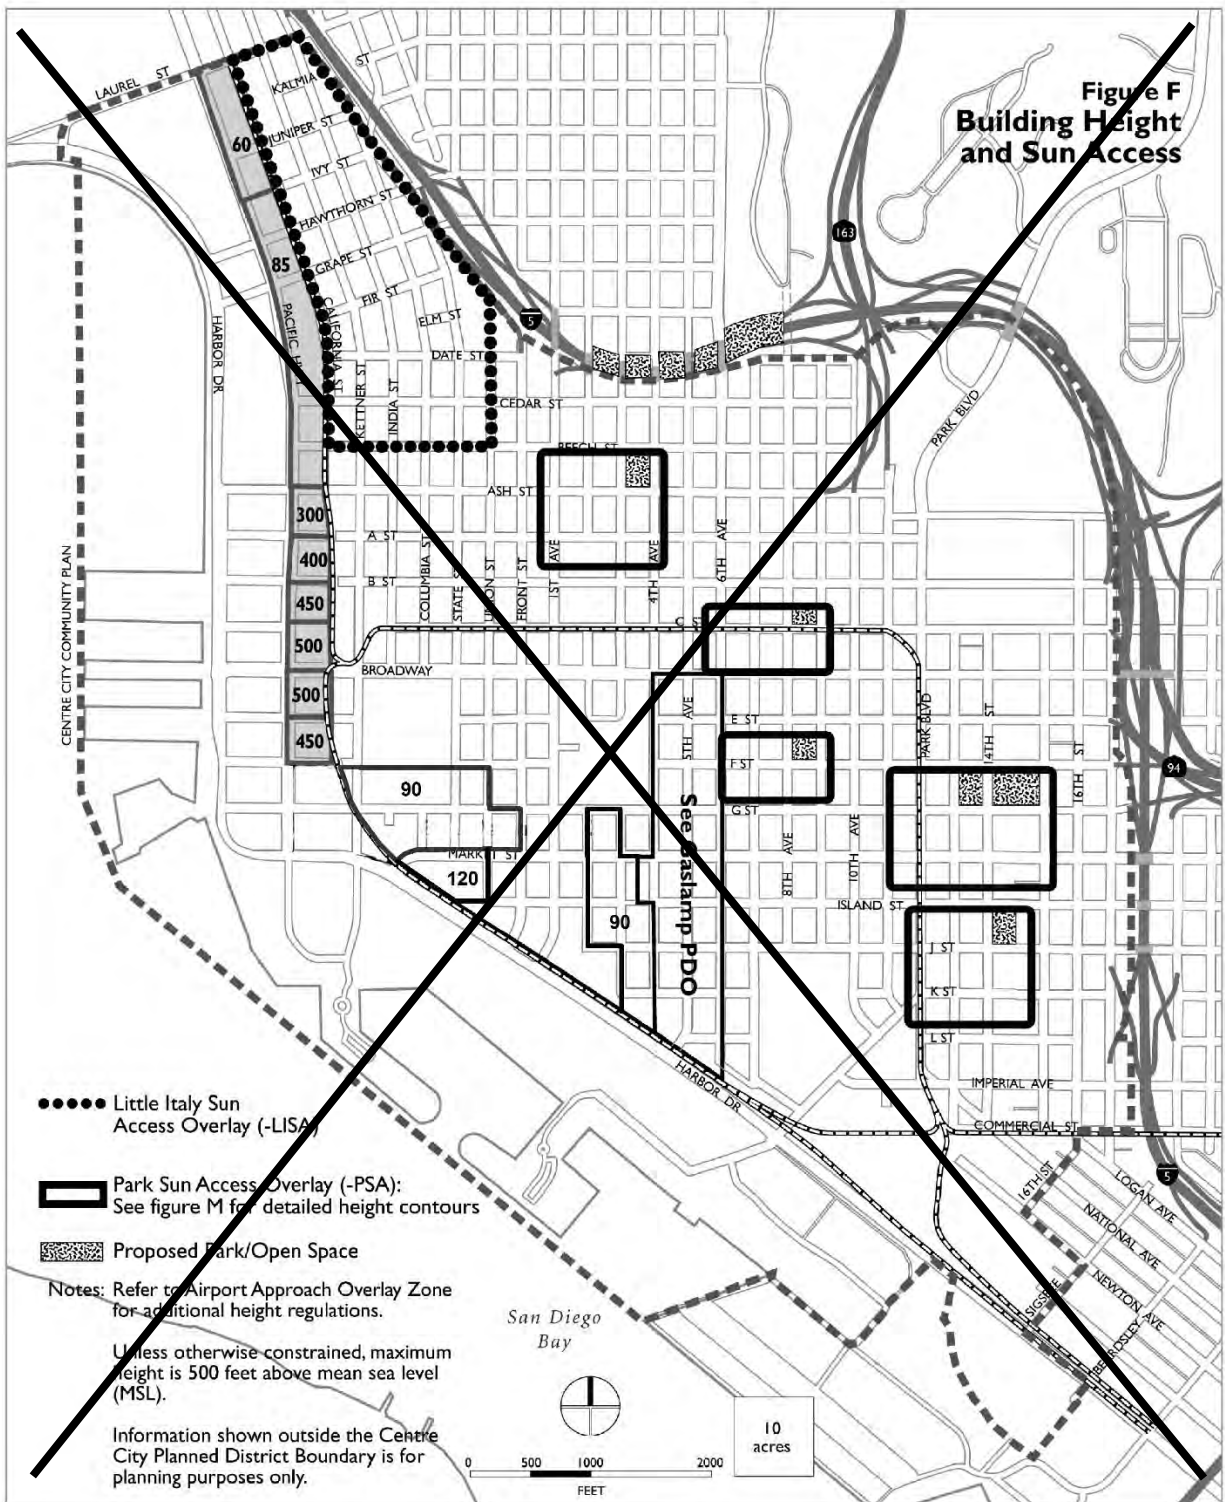 Figure F
Building Height
and Sun Access
LAUREL ST
KALMIA ST
JUNIPER ST
IVY ST
HAWTHORN ST
GRAPE ST
FIR ST
ELM ST
DATE ST
CEDAR ST
BEECH ST
ASH ST
A ST
B ST
C ST
BROADWAY
E ST
F ST
G ST
MARKET ST
ISLAND ST
J ST
K ST
L ST
IMPERIAL AVE
COMMERCIAL ST
HARBOR DR
PACIFIC HWY
CALIFORNIA ST
KETTNER ST
INDIA ST
COLUMBIA ST
STATE ST
UNION ST
FRONT ST
1ST AVE
4TH AVE
5TH AVE
6TH AVE
8TH AVE
10TH AVE
PARK BLVD
PARK BLVD
14TH ST
16TH ST
16TH ST
LOGAN AVE
NATIONAL AVE
NEWTON AVE
SIGSBEE
BEARDSLEY
HARBOR DR
CENTRE CITY COMMUNITY PLAN
163
5
94
5
60
85
300
400
450
500
500
450
90
120
90
See Gaslamp PDO
Little Italy Sun
Access Overlay (-LISA)
Park Sun Access Overlay (-PSA):
See figure M for detailed height contours
Proposed Park/Open Space
Notes: Refer to Airport Approach Overlay Zone
for additional height regulations.
Unless otherwise constrained, maximum
height is 500 feet above mean sea level
(MSL).
Information shown outside the Centre
City Planned District Boundary is for
planning purposes only.
San Diego
Bay
0 500 1000 2000
FEET
10
acres